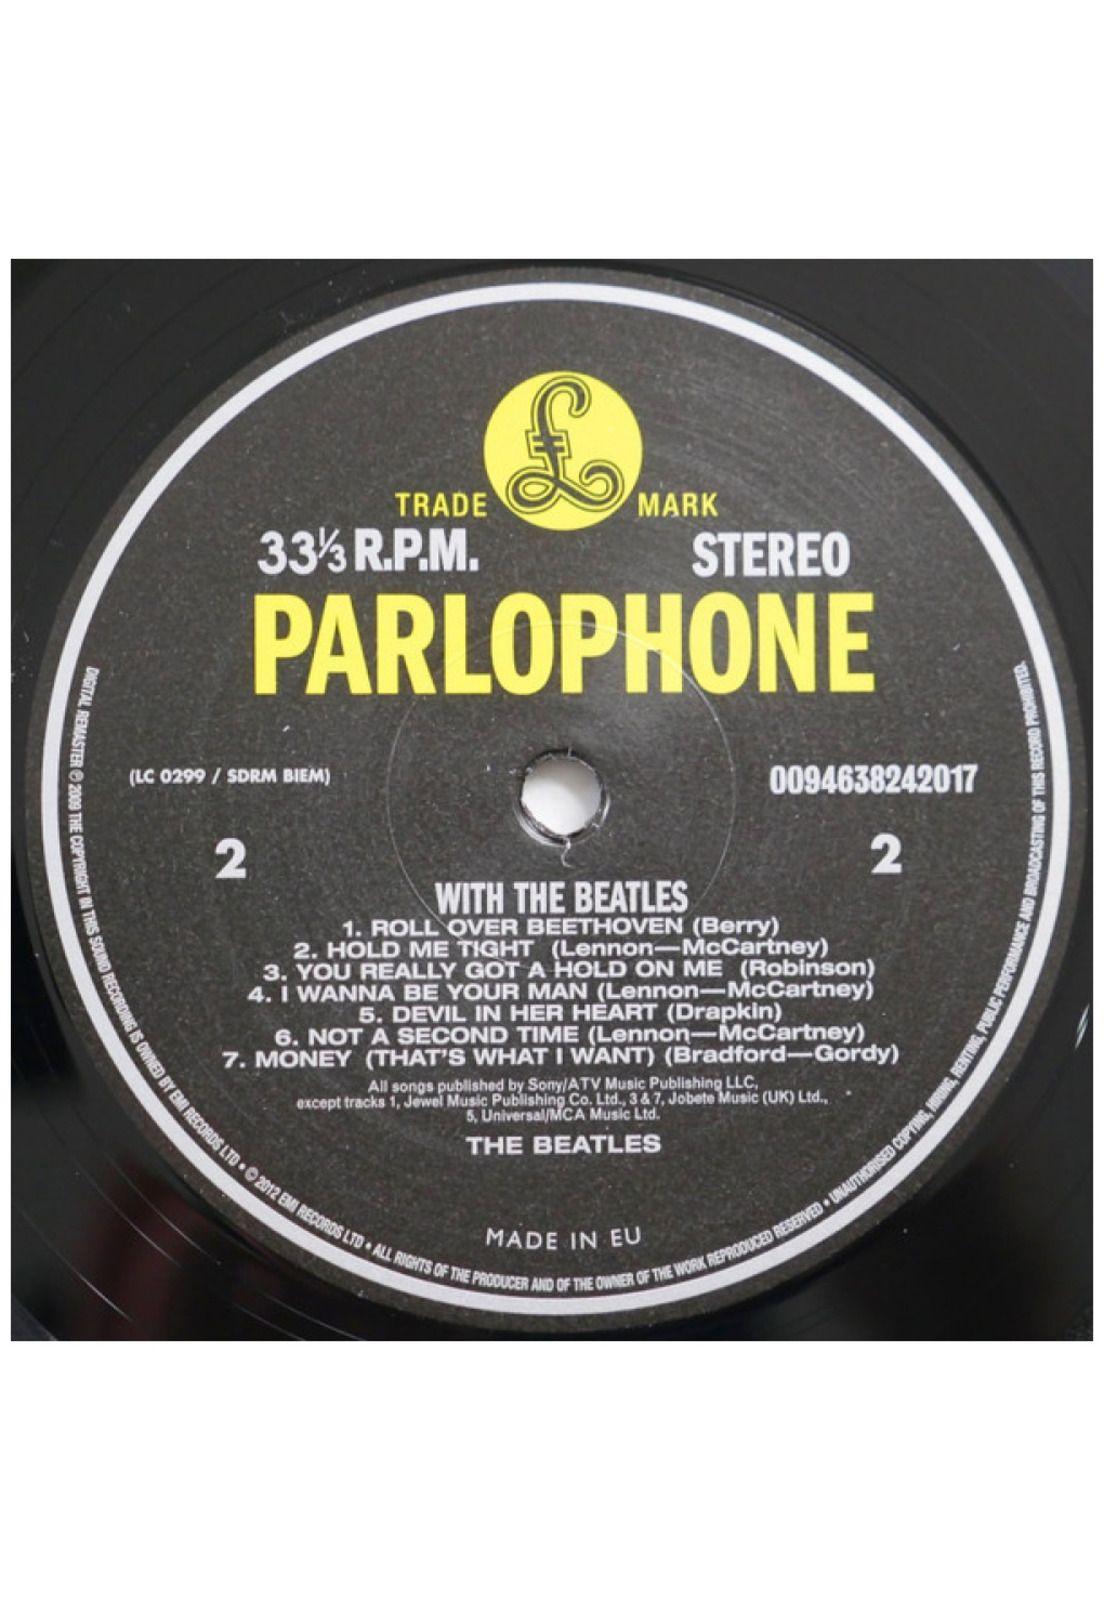 £
TRADE MARK
33⅓ R.P.M. STEREO
PARLOPHONE
(LC 0299 / SDRM BIEM) 0094638242017
2 2
WITH THE BEATLES
1. ROLL OVER BEETHOVEN (Berry)
2. HOLD ME TIGHT (Lennon—McCartney)
3. YOU REALLY GOT A HOLD ON ME (Robinson)
4. I WANNA BE YOUR MAN (Lennon—McCartney)
5. DEVIL IN HER HEART (Drapkin)
6. NOT A SECOND TIME (Lennon—McCartney)
7. MONEY (THAT'S WHAT I WANT) (Bradford—Gordy)
All songs published by Sony/ATV Music Publishing LLC,
except tracks 1, Jewel Music Publishing Co. Ltd., 3 & 7, Jobete Music (UK) Ltd.,
5, Universal/MCA Music Ltd.
THE BEATLES
MADE IN EU
DIGITAL REMASTER ℗ 2009 THE COPYRIGHT IN THIS SOUND RECORDING IS OWNED BY EMI RECORDS LTD • © 2012 EMI RECORDS LTD • ALL RIGHTS OF THE PRODUCER AND OF THE OWNER OF THE WORK REPRODUCED RESERVED • UNAUTHORISED COPYING, HIRING, RENTING, PUBLIC PERFORMANCE AND BROADCASTING OF THIS RECORD PROHIBITED.